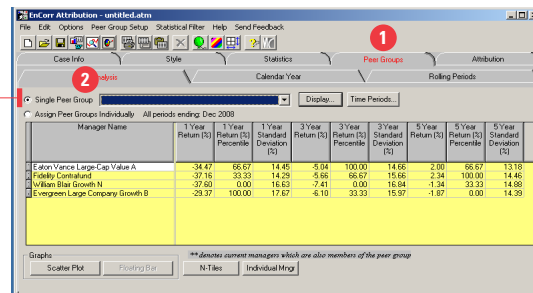 EnCorr Attribution - untitled.atm
File Edit Options Peer Group Setup Statistical Filter Help Send Feedback
1
Case Info Style Statistics Peer Groups Attribution
2
alysis Calendar Year Rolling Periods
Single Peer Group Display... Time Periods...
Assign Peer Groups Individually All periods ending: Dec 2008
Manager Name 1 Year Return (%) 1 Year Return (%) Percentile 1 Year Standard Deviation (%) 3 Year Return (%) 3 Year Return (%) Percentile 3 Year Standard Deviation (%) 5 Year Return (%) 5 Year Return (%) Percentile 5 Year Standard Deviation (%)
Eaton Vance Large-Cap Value A -34.47 66.67 14.45 -5.04 100.00 14.66 2.00 66.67 13.18
Fidelity Contrafund -37.16 33.33 14.29 -5.66 66.67 15.66 2.34 100.00 14.46
William Blair Growth N -37.60 0.00 16.63 -7.41 0.00 16.84 -1.34 33.33 14.88
Evergreen Large Company Growth B -29.37 100.00 17.67 -6.10 33.33 15.97 -1.87 0.00 14.39
Graphs
** denotes current managers which are also members of the peer group
Scatter Plot Floating Bar N-Tiles Individual Mngr